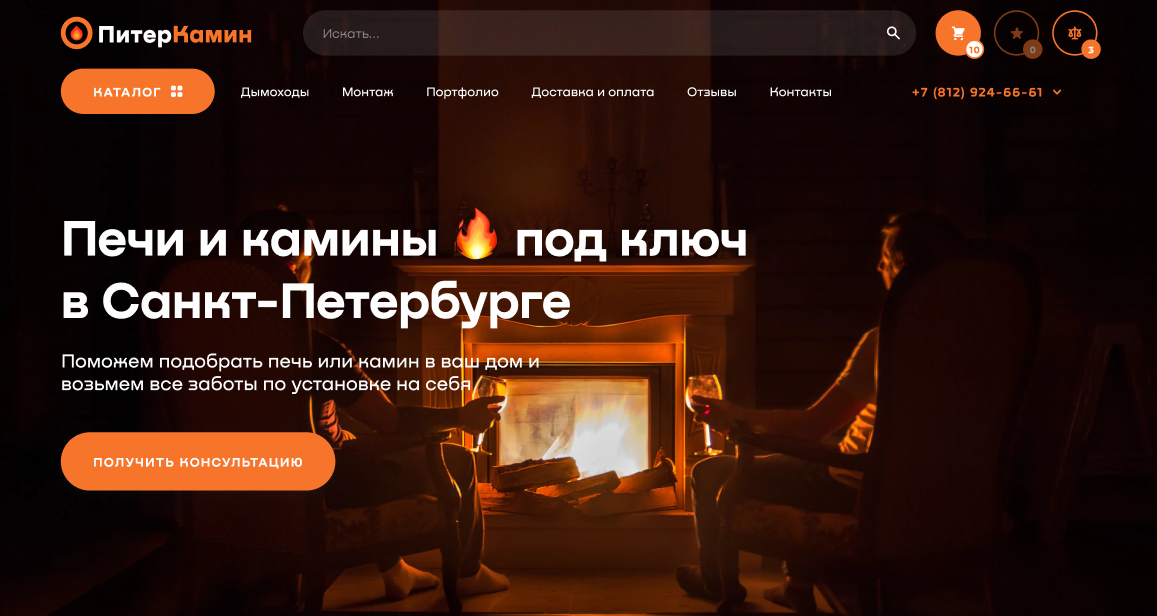 ПитерКамин
Искать...
10
0
3
КАТАЛОГ
Дымоходы
Монтаж
Портфолио
Доставка и оплата
Отзывы
Контакты
+7 (812) 924-66-61
Печи и камины 🔥 под ключ
в Санкт-Петербурге
Поможем подобрать печь или камин в ваш дом и
возьмем все заботы по установке на себя
ПОЛУЧИТЬ КОНСУЛЬТАЦИЮ